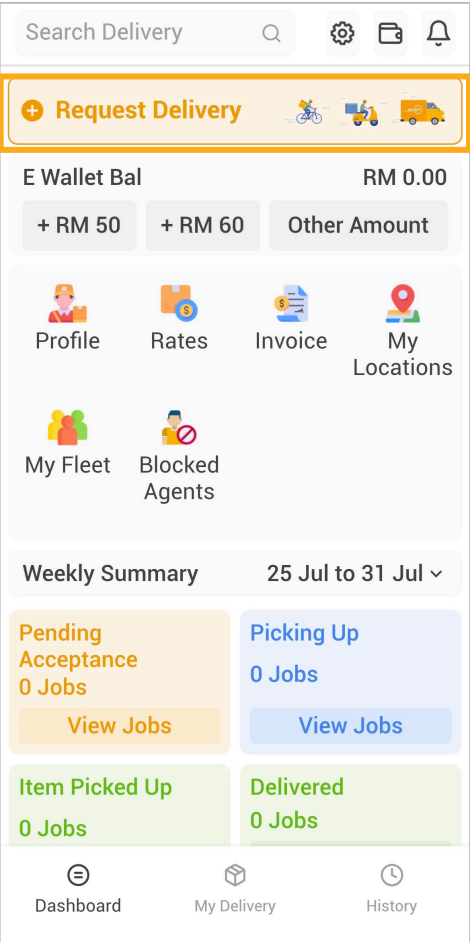 Search Delivery
Request Delivery
E Wallet Bal RM 0.00
+ RM 50 + RM 60 Other Amount
Profile Rates Invoice My
Locations
My Fleet Blocked
Agents
Weekly Summary 25 Jul to 31 Jul
Pending
Acceptance
0 Jobs
View Jobs
Picking Up
0 Jobs
View Jobs
Item Picked Up
0 Jobs
Delivered
0 Jobs
Dashboard My Delivery History